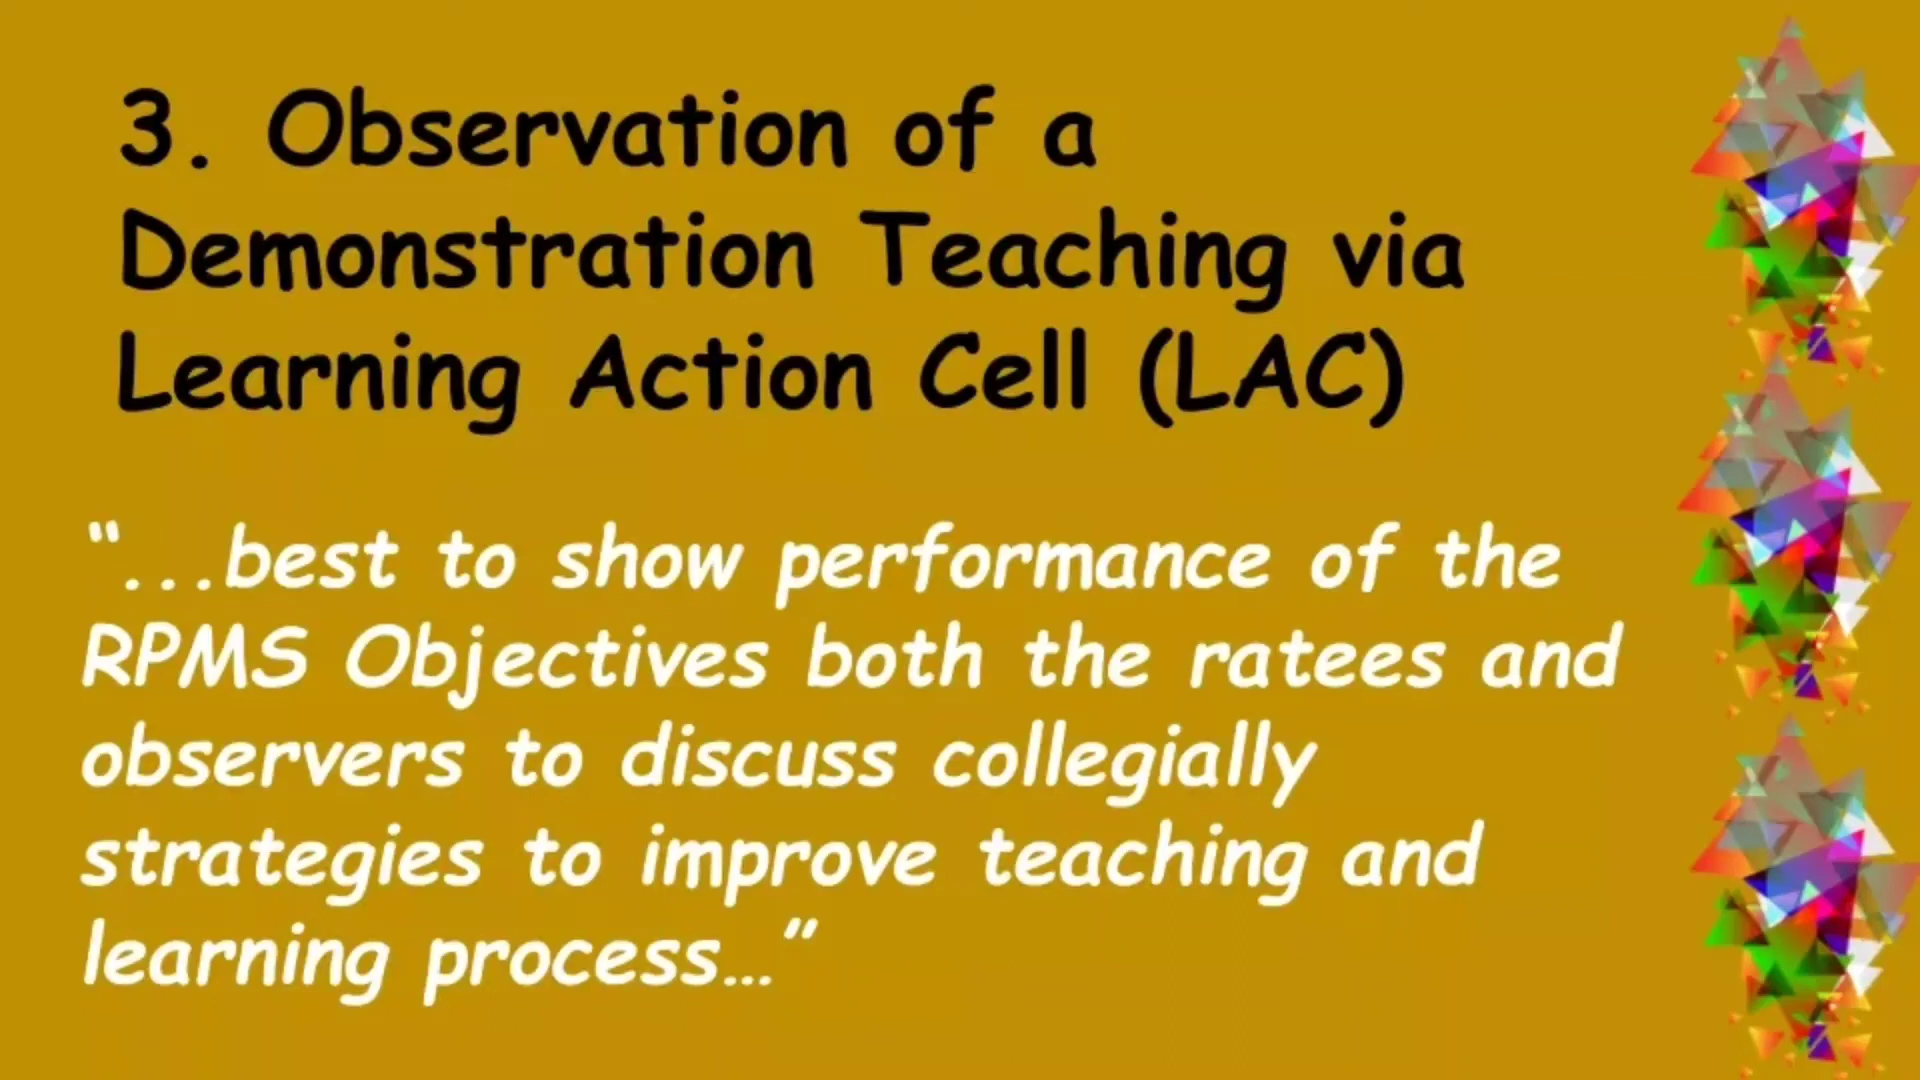 3. Observation of a
Demonstration Teaching via
Learning Action Cell (LAC)
“...best to show performance of the
RPMS Objectives both the ratees and
observers to discuss collegially
strategies to improve teaching and
learning process…”